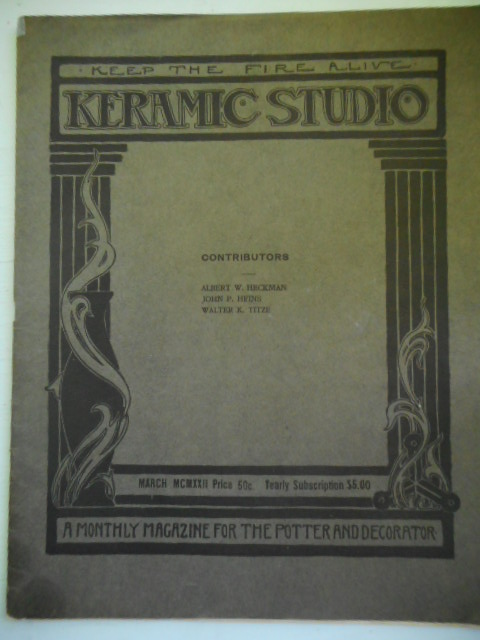 KEEP THE FIRE ALIVE
KERAMIC STUDIO
CONTRIBUTORS
ALBERT W. HECKMAN
JOHN P. HEINS
WALTER K. TITZE
MARCH MCMXXII Price 50c. Yearly Subscription $5.00
A MONTHLY MAGAZINE FOR THE POTTER AND DECORATOR